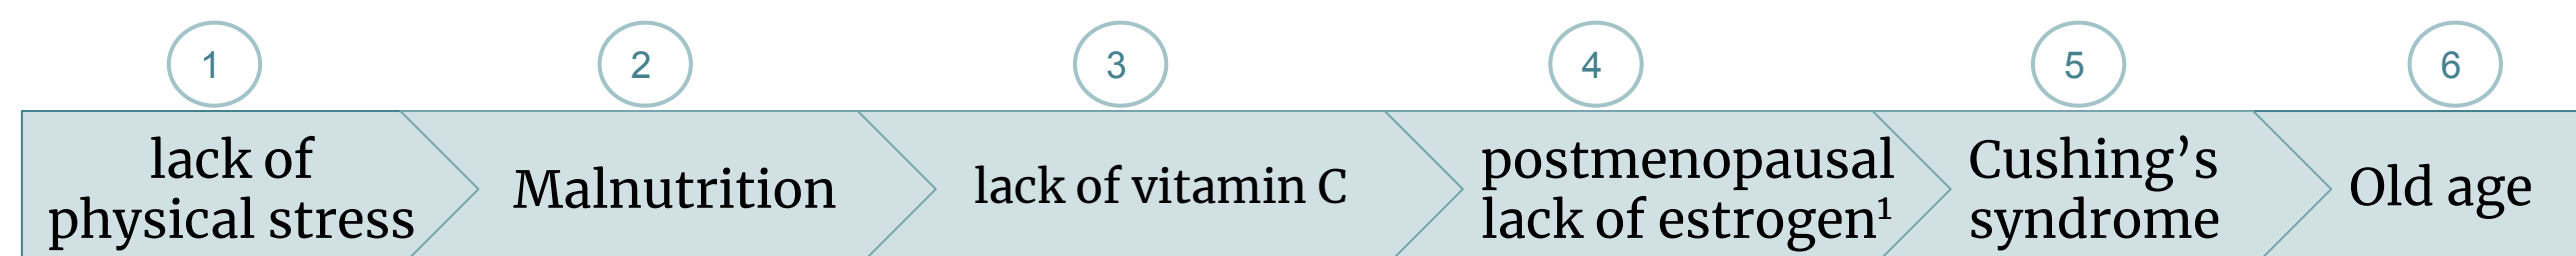 1
2
3
4
5
6
lack of
physical stress
Malnutrition
lack of vitamin C
postmenopausal
lack of estrogen¹
Cushing’s
syndrome
Old age